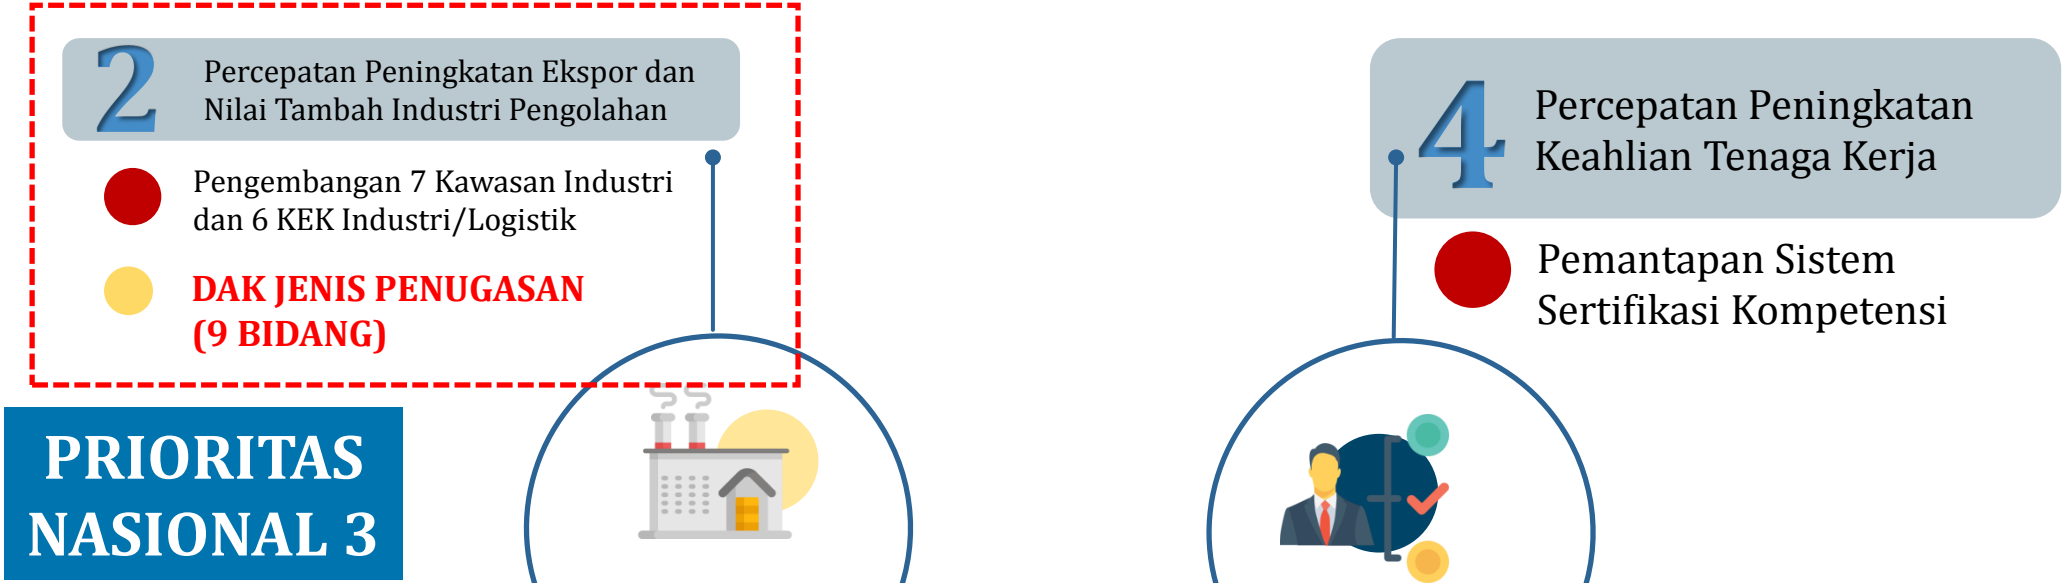 2
Percepatan Peningkatan Ekspor dan
Nilai Tambah Industri Pengolahan
Pengembangan 7 Kawasan Industri
dan 6 KEK Industri/Logistik
DAK JENIS PENUGASAN
(9 BIDANG)
PRIORITAS
NASIONAL 3
4
Percepatan Peningkatan
Keahlian Tenaga Kerja
Pemantapan Sistem
Sertifikasi Kompetensi